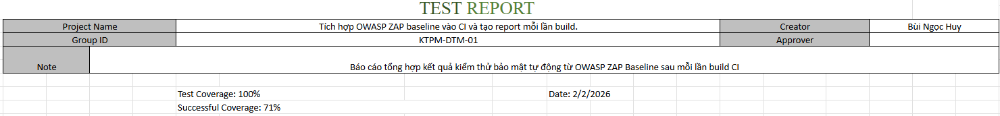 TEST REPORT
Project Name Tích hợp OWASP ZAP baseline vào CI và tạo report mỗi lần build. Creator Bùi Ngọc Huy
Group ID KTPM-DTM-01 Approver
Note Báo cáo tổng hợp kết quả kiểm thử bảo mật tự động từ OWASP ZAP Baseline sau mỗi lần build CI
Test Coverage: 100% Date: 2/2/2026
Successful Coverage: 71%